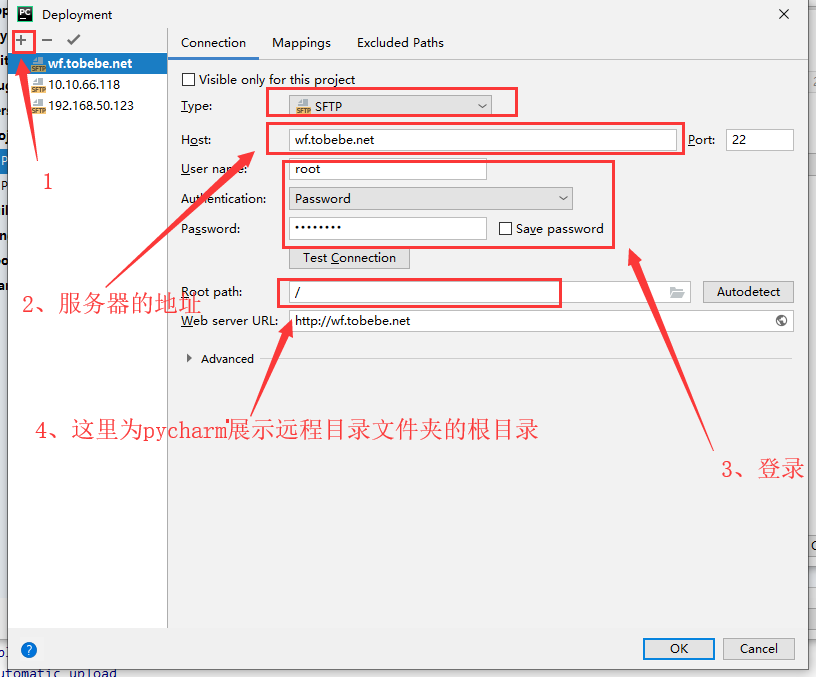 Deployment
Connection
Mappings
Excluded Paths
wf.tobebe.net
10.10.66.118
192.168.50.123
1
Visible only for this project
Type: SFTP
Host: wf.tobebe.net Port: 22
User name: root
Authentication: Password
Password: •••••••• Save password
Test Connection
2、服务器的地址
Root path: / Autodetect
Web server URL: http://wf.tobebe.net
Advanced
4、这里为pycharm展示远程目录文件夹的根目录
3、登录
OK
Cancel
utomatic upload